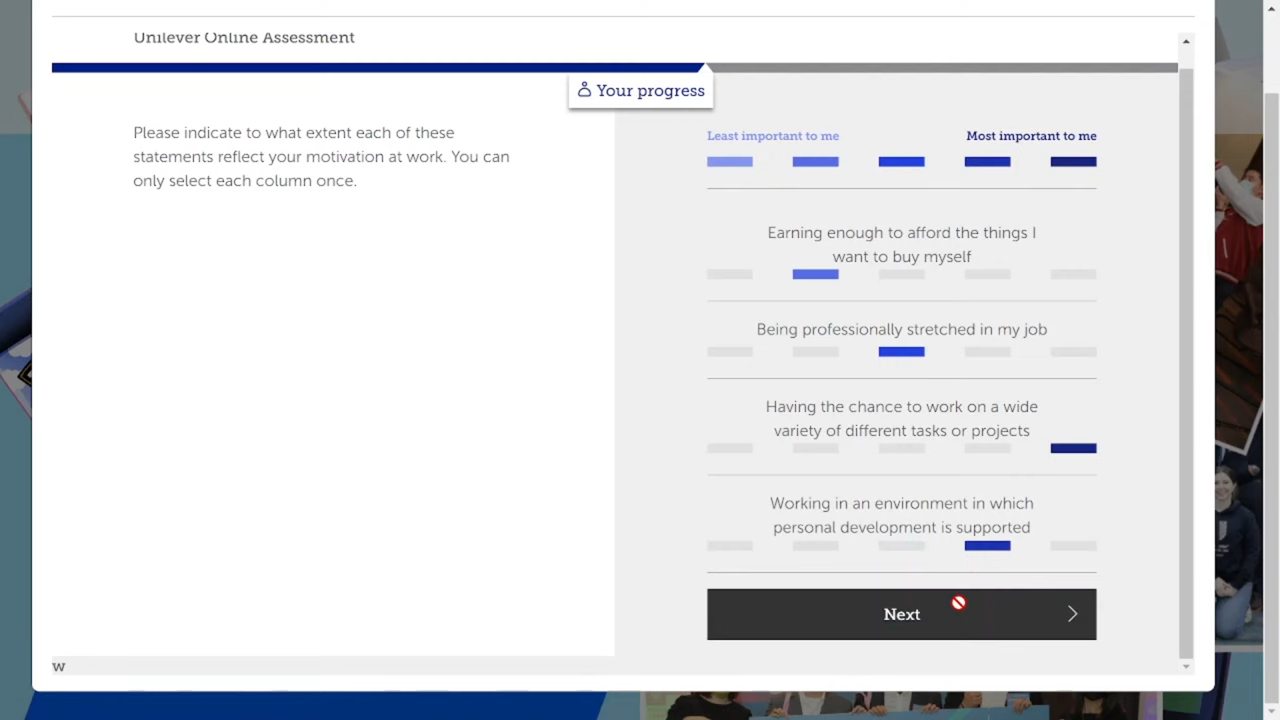 Unilever Online Assessment
Your progress
Please indicate to what extent each of these
statements reflect your motivation at work. You can
only select each column once.
Least important to me
Most important to me
Earning enough to afford the things I
want to buy myself
Being professionally stretched in my job
Having the chance to work on a wide
variety of different tasks or projects
Working in an environment in which
personal development is supported
Next
w